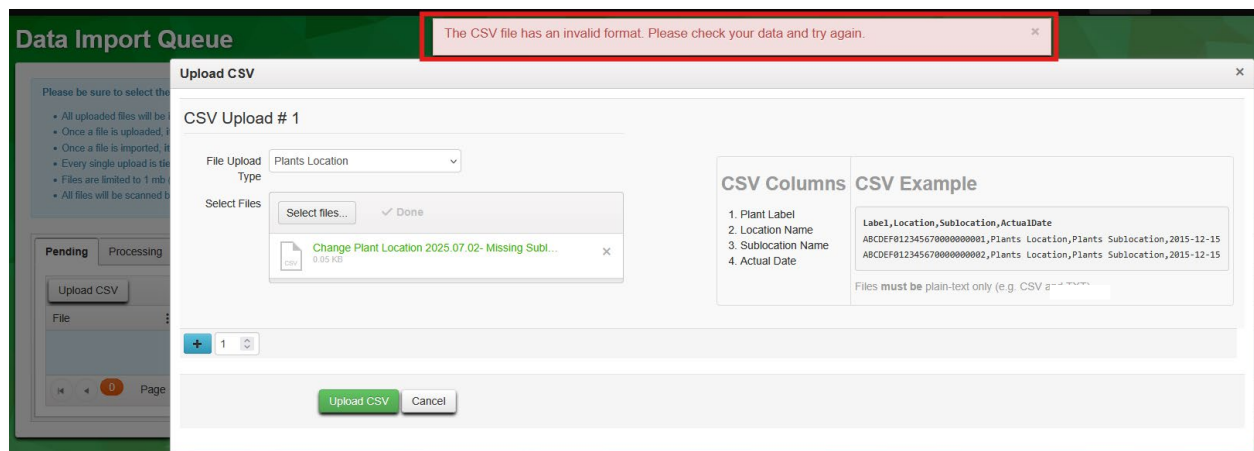 Data Import Queue
The CSV file has an invalid format. Please check your data and try again.
×
Upload CSV
×
Please be sure to select the
• All uploaded files will be
• Once a file is uploaded, i
• Once a file is imported, it
• Every single upload is tie
• Files are limited to 1 mb (
• All files will be scanned b
CSV Upload # 1
File Upload Type
Plants Location
Select Files
Select files...
✓ Done
CSV
Change Plant Location 2025.07.02- Missing Subl...
0.05 KB
×
CSV Columns
1. Plant Label
2. Location Name
3. Sublocation Name
4. Actual Date
CSV Example
Label,Location,Sublocation,ActualDate
ABCDEF012345670000000001,Plants Location,Plants Sublocation,2015-12-15
ABCDEF012345670000000002,Plants Location,Plants Sublocation,2015-12-15
Files must be plain-text only (e.g. CSV
Pending
Processing
Upload CSV
File
+
1
0
Page
Upload CSV
Cancel